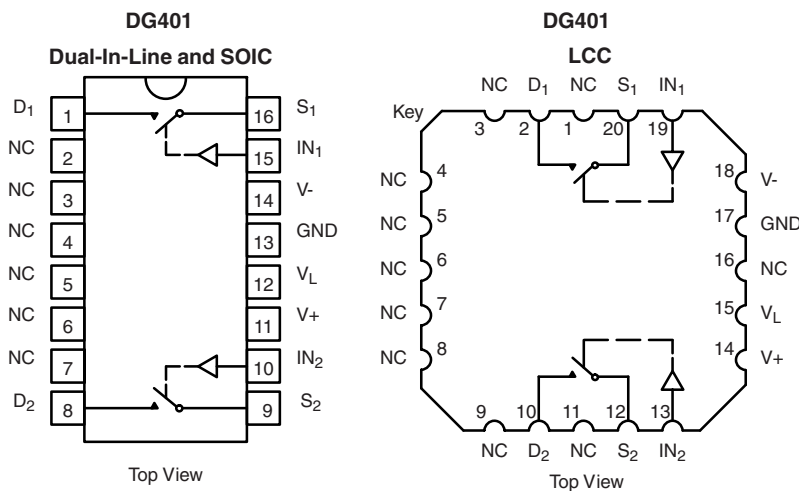 DG401
Dual-In-Line and SOIC
D1 1 16 S1
NC 2 15 IN1
NC 3 14 V-
NC 4 13 GND
NC 5 12 VL
NC 6 11 V+
NC 7 10 IN2
D2 8 9 S2
Top View
DG401
LCC
NC D1 NC S1 IN1
Key
3 2 1 20 19
NC 4 18 V-
NC 5 17 GND
NC 6 16 NC
NC 7 15 VL
NC 8 14 V+
9 10 11 12 13
NC D2 NC S2 IN2
Top View